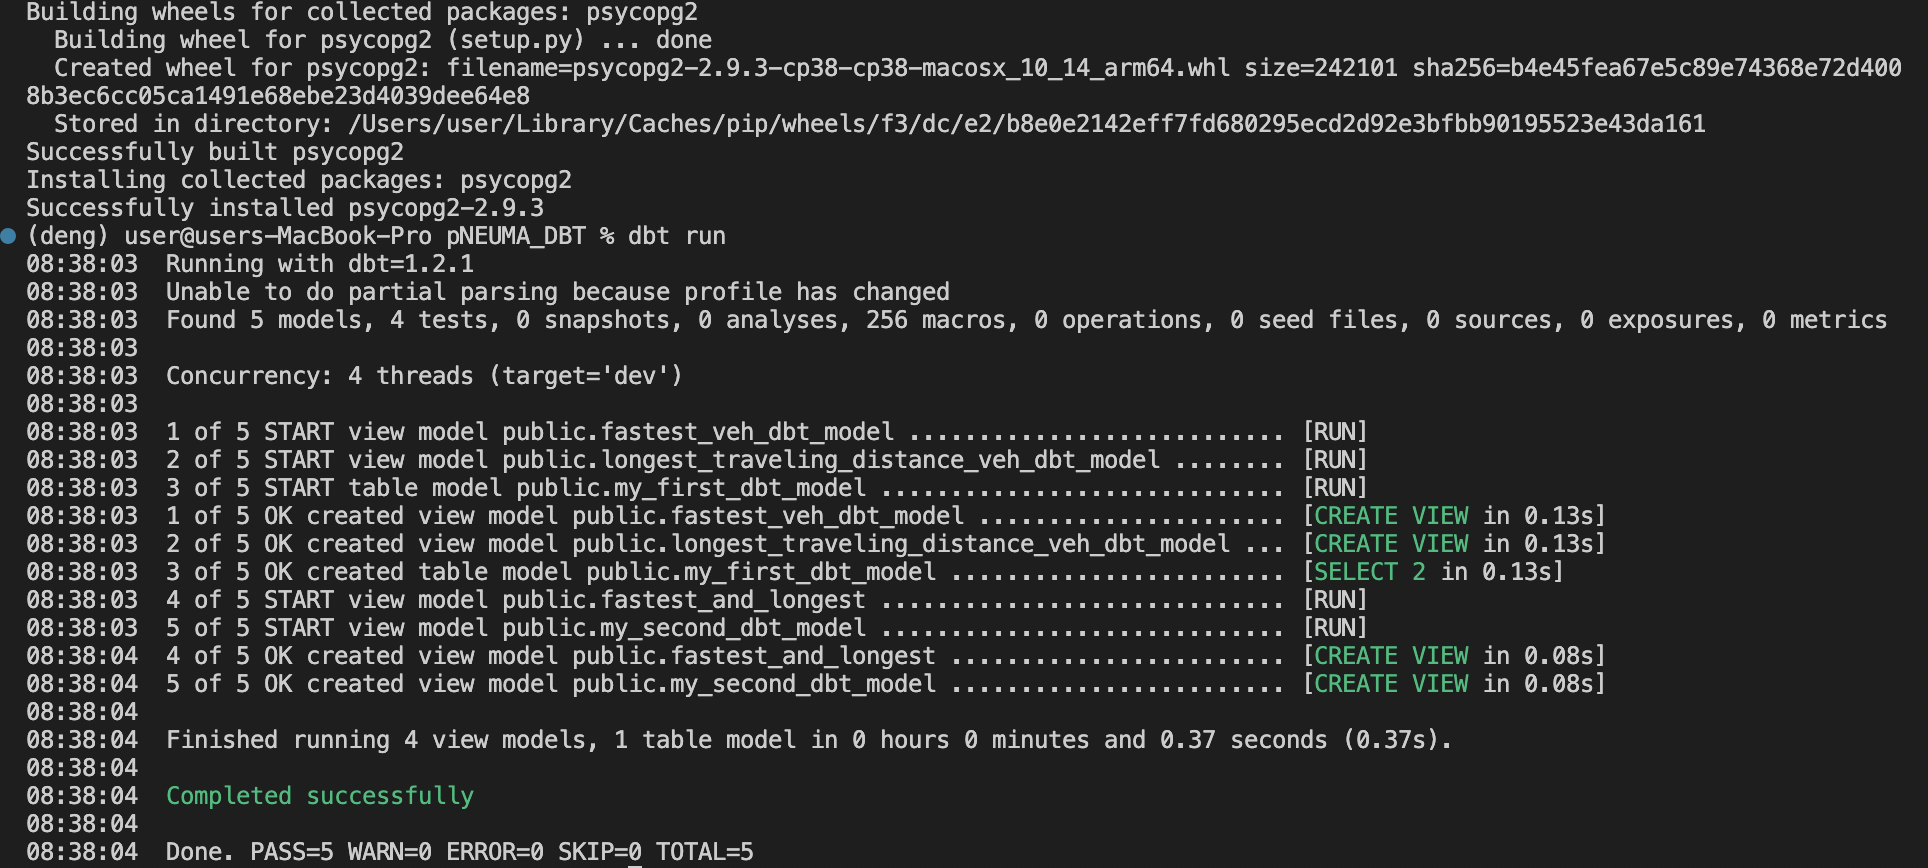 Building wheels for collected packages: psycopg2
  Building wheel for psycopg2 (setup.py) ... done
  Created wheel for psycopg2: filename=psycopg2-2.9.3-cp38-cp38-macosx_10_14_arm64.whl size=242101 sha256=b4e45fea67e5c89e74368e72d400
8b3ec6cc05ca1491e68ebe23d4039dee64e8
  Stored in directory: /Users/user/Library/Caches/pip/wheels/f3/dc/e2/b8e0e2142eff7fd680295ecd2d92e3bfbb90195523e43da161
Successfully built psycopg2
Installing collected packages: psycopg2
Successfully installed psycopg2-2.9.3
(deng) user@users-MacBook-Pro pNEUMA_DBT % dbt run
08:38:03  Running with dbt=1.2.1
08:38:03  Unable to do partial parsing because profile has changed
08:38:03  Found 5 models, 4 tests, 0 snapshots, 0 analyses, 256 macros, 0 operations, 0 seed files, 0 sources, 0 exposures, 0 metrics
08:38:03
08:38:03  Concurrency: 4 threads (target='dev')
08:38:03
08:38:03  1 of 5 START view model public.fastest_veh_dbt_model ........................... [RUN]
08:38:03  2 of 5 START view model public.longest_traveling_distance_veh_dbt_model ........ [RUN]
08:38:03  3 of 5 START table model public.my_first_dbt_model ............................. [RUN]
08:38:03  1 of 5 OK created view model public.fastest_veh_dbt_model ...................... [CREATE VIEW in 0.13s]
08:38:03  2 of 5 OK created view model public.longest_traveling_distance_veh_dbt_model ... [CREATE VIEW in 0.13s]
08:38:03  3 of 5 OK created table model public.my_first_dbt_model ........................ [SELECT 2 in 0.13s]
08:38:03  4 of 5 START view model public.fastest_and_longest ............................. [RUN]
08:38:03  5 of 5 START view model public.my_second_dbt_model ............................. [RUN]
08:38:04  4 of 5 OK created view model public.fastest_and_longest ........................ [CREATE VIEW in 0.08s]
08:38:04  5 of 5 OK created view model public.my_second_dbt_model ........................ [CREATE VIEW in 0.08s]
08:38:04
08:38:04  Finished running 4 view models, 1 table model in 0 hours 0 minutes and 0.37 seconds (0.37s).
08:38:04
08:38:04  Completed successfully
08:38:04
08:38:04  Done. PASS=5 WARN=0 ERROR=0 SKIP=0 TOTAL=5